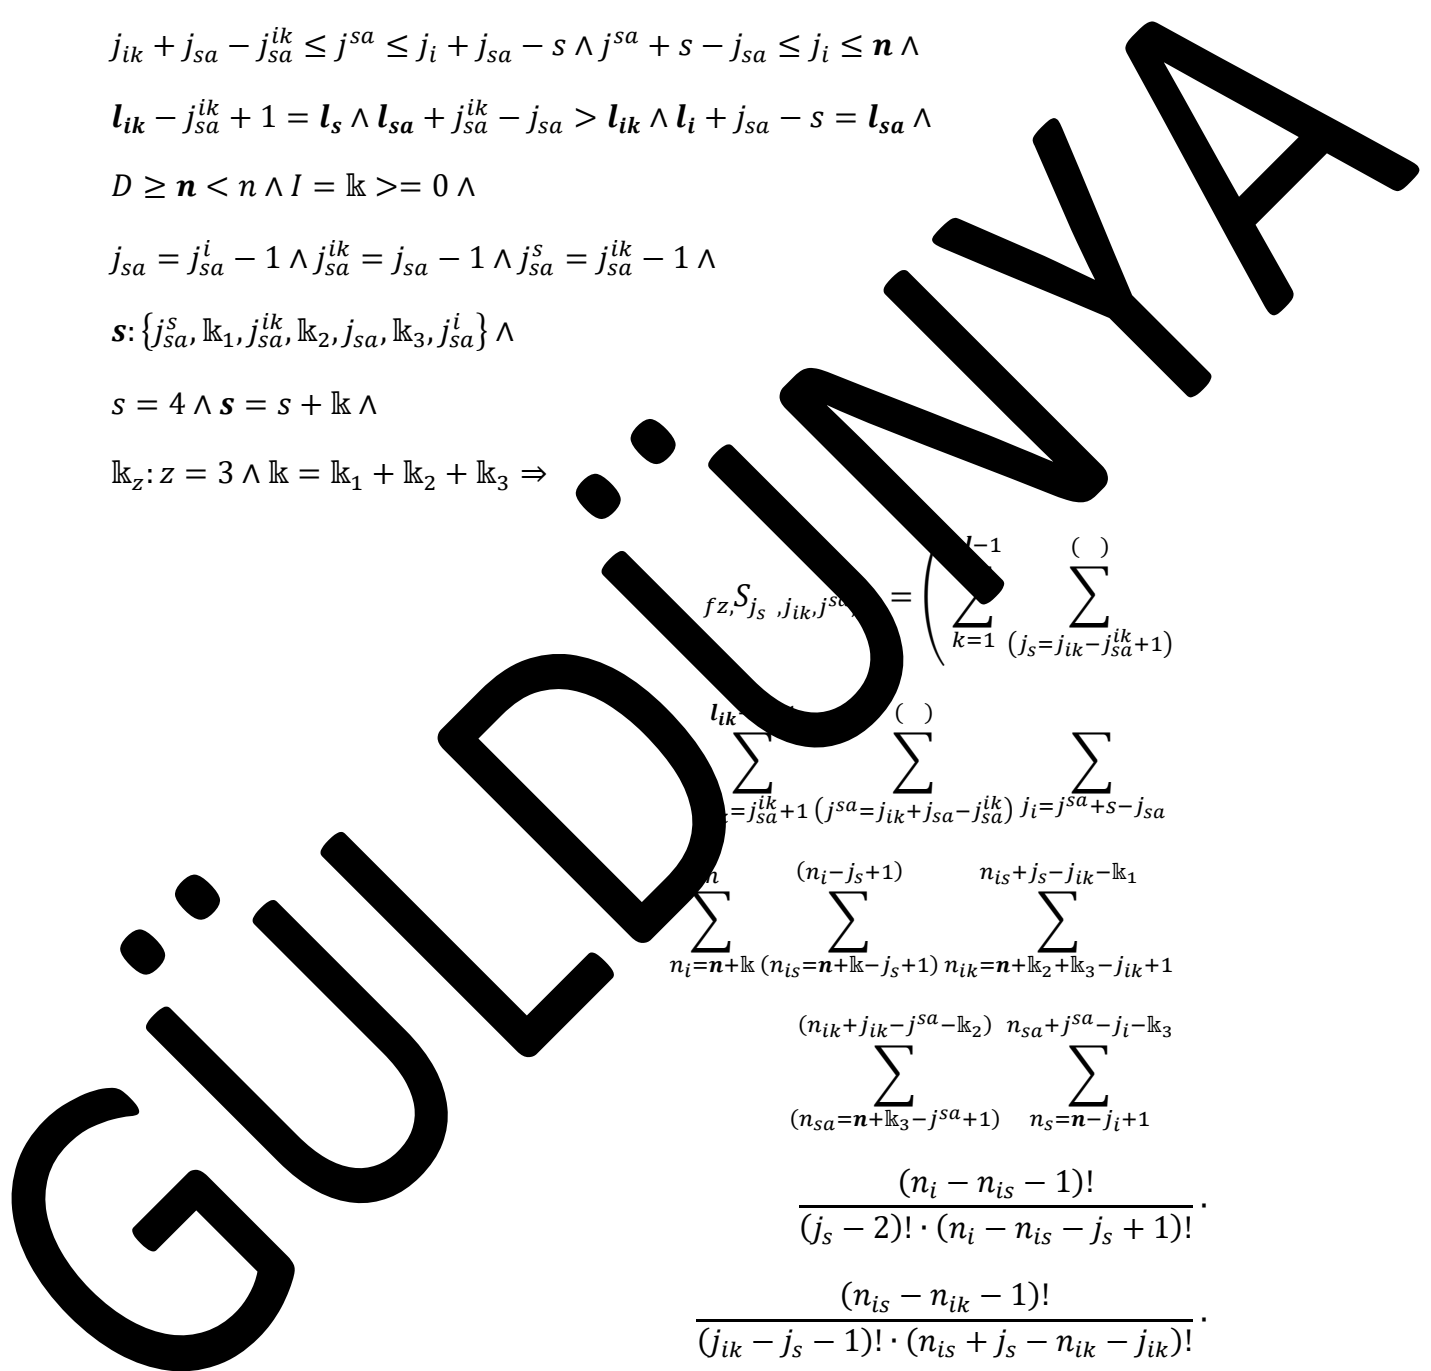 j_{ik} + j_{sa} − j_{sa}^{ik} ≤ j^{sa} ≤ j_i + j_{sa} − s ∧ j^{sa} + s − j_{sa} ≤ j_i ≤ n ∧
l_{ik} − j_{sa}^{ik} + 1 = l_s ∧ l_{sa} + j_{sa}^{ik} − j_{sa} > l_{ik} ∧ l_i + j_{sa} − s = l_{sa} ∧
D ≥ n < n ∧ I = 𝕜 >= 0 ∧
j_{sa} = j_{sa}^{i} − 1 ∧ j_{sa}^{ik} = j_{sa} − 1 ∧ j_{sa}^{s} = j_{sa}^{ik} − 1 ∧
s: {j_{sa}^{s}, 𝕜_1, j_{sa}^{ik}, 𝕜_2, j_{sa}, 𝕜_3, j_{sa}^{i}} ∧
s = 4 ∧ s = s + 𝕜 ∧
𝕜_z: z = 3 ∧ 𝕜 = 𝕜_1 + 𝕜_2 + 𝕜_3 ⇒
_{fz,}S_{j_s ,j_{ik},j^{sa},} = ( ∑_{k=1}^{l−1} ∑_{(j_s=j_{ik}−j_{sa}^{ik}+1)}^{( )}
∑_{=j_{sa}^{ik}+1}^{l_{ik}} ∑_{(j^{sa}=j_{ik}+j_{sa}−j_{sa}^{ik})}^{( )} ∑_{j_i=j^{sa}+s−j_{sa}}
∑_{n_i=n+𝕜}^{n} ∑_{(n_{is}=n+𝕜−j_s+1)}^{(n_i−j_s+1)} ∑_{n_{ik}=n+𝕜_2+𝕜_3−j_{ik}+1}^{n_{is}+j_s−j_{ik}−𝕜_1}
∑_{(n_{sa}=n+𝕜_3−j^{sa}+1)}^{(n_{ik}+j_{ik}−j^{sa}−𝕜_2)} ∑_{n_s=n−j_i+1}^{n_{sa}+j^{sa}−j_i−𝕜_3}
(n_i − n_{is} − 1)!
(j_s − 2)! · (n_i − n_{is} − j_s + 1)! ·
(n_{is} − n_{ik} − 1)!
(j_{ik} − j_s − 1)! · (n_{is} + j_s − n_{ik} − j_{ik})! ·
GÜLDÜNYA